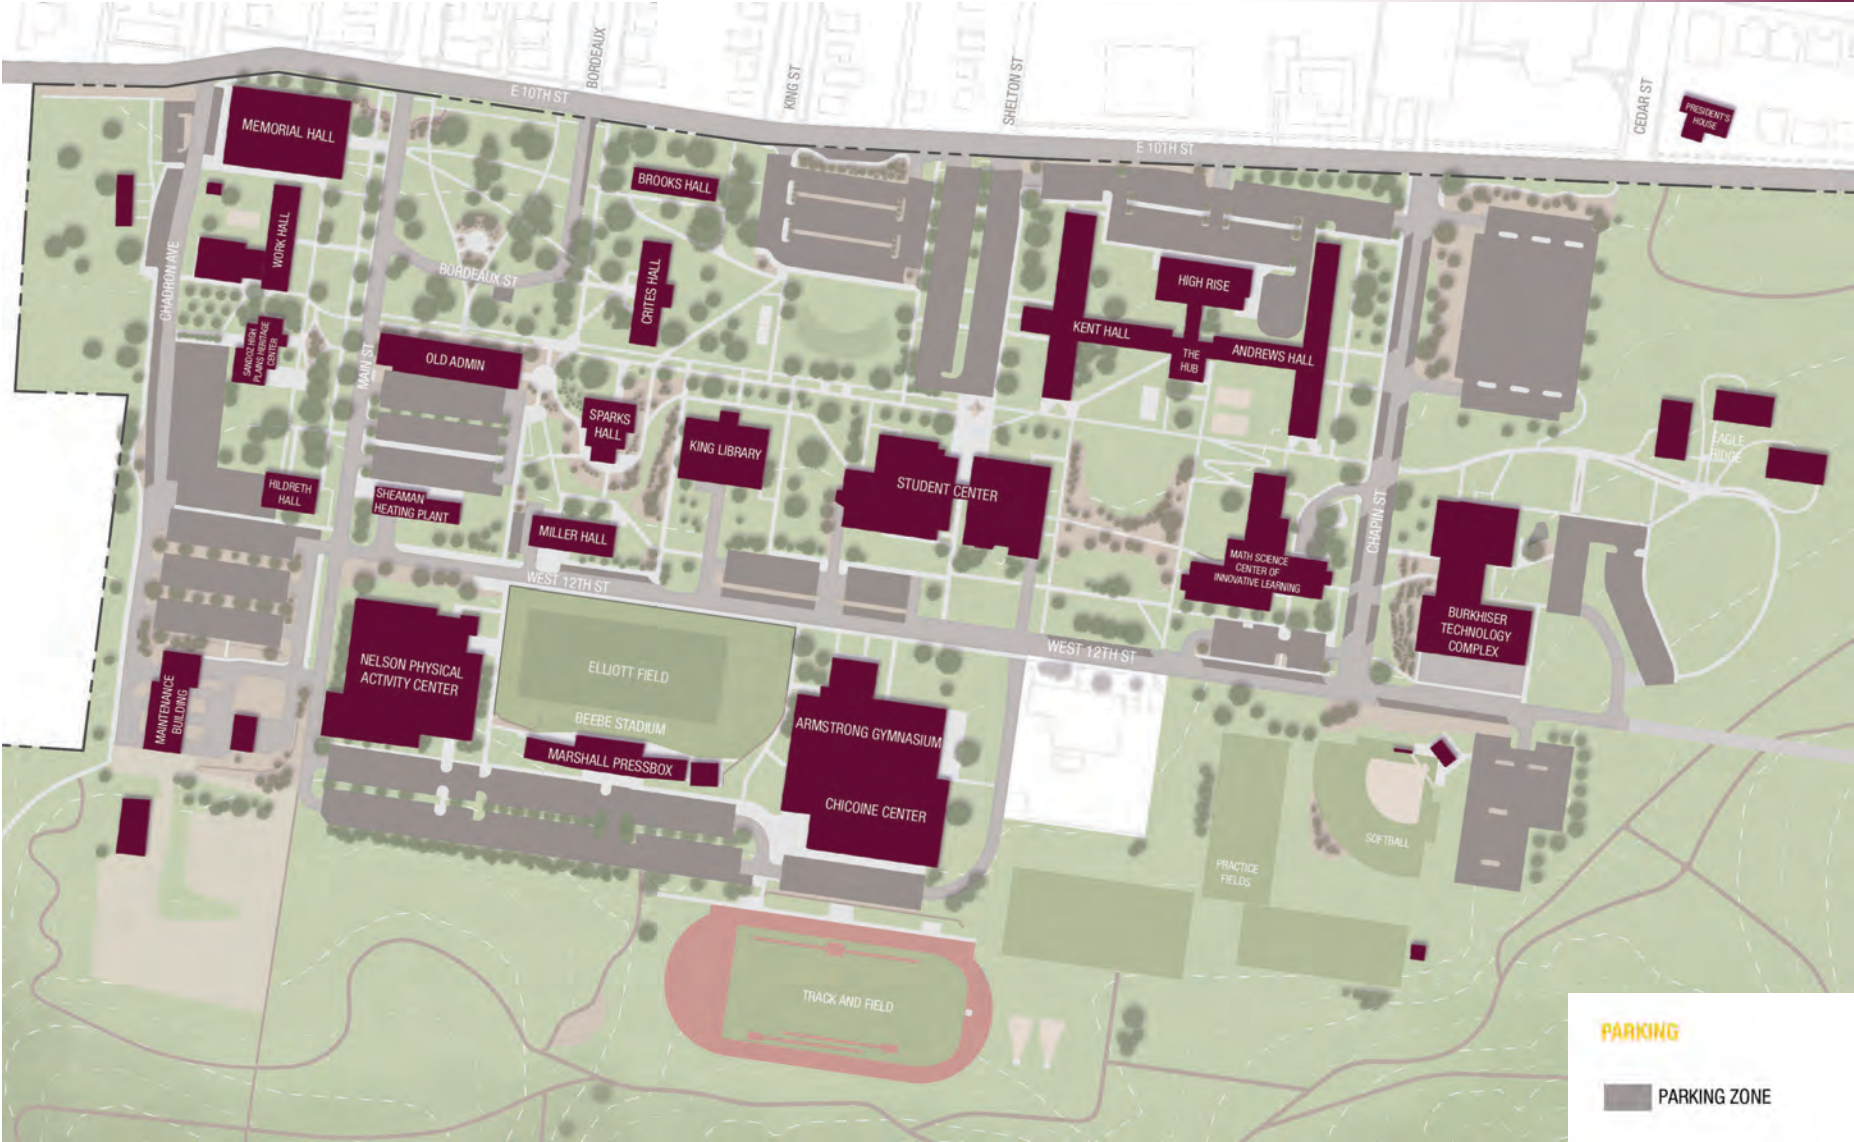 BORDEAUX
KING ST
SHELTON ST
CEDAR ST
E 10TH ST
E 10TH ST
PRESIDENT'S
HOUSE
MEMORIAL HALL
BROOKS HALL
WORK HALL
CHADRON AVE
BORDEAUX ST
CRITES HALL
HIGH RISE
KENT HALL
THE
HUB
ANDREWS HALL
SANDOZ HIGH
PLAINS HERITAGE
CENTER
MAIN ST
OLD ADMIN
SPARKS
HALL
KING LIBRARY
STUDENT CENTER
EAGLE
RIDGE
HILDRETH
HALL
SHEAMAN
HEATING PLANT
MILLER HALL
CHAPIN ST
MATH SCIENCE
CENTER OF
INNOVATIVE LEARNING
WEST 12TH ST
WEST 12TH ST
BURKHISER
TECHNOLOGY
COMPLEX
NELSON PHYSICAL
ACTIVITY CENTER
ELLIOTT FIELD
BEEBE STADIUM
MARSHALL PRESSBOX
MAINTENANCE
BUILDING
ARMSTRONG GYMNASIUM
CHICOINE CENTER
SOFTBALL
PRACTICE
FIELDS
TRACK AND FIELD
PARKING
PARKING ZONE